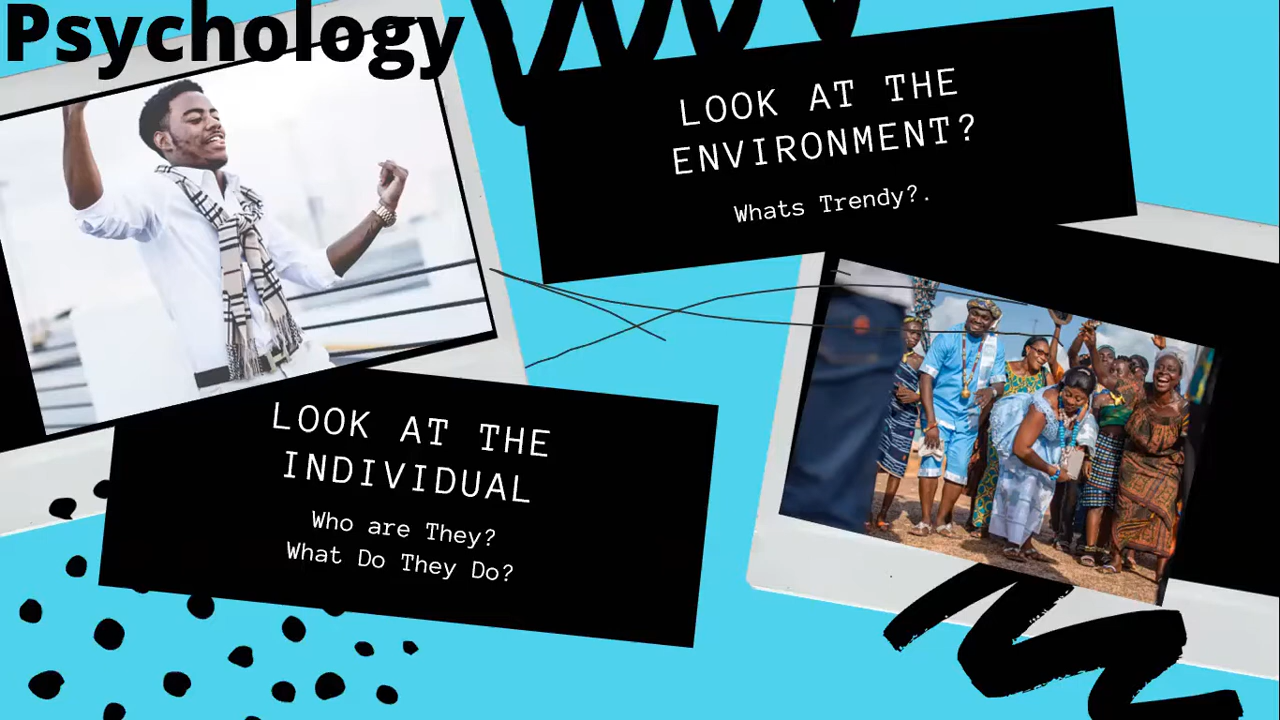 Psychology
LOOK AT THE
ENVIRONMENT?
Whats Trendy?.
LOOK AT THE
INDIVIDUAL
Who are They?
What Do They Do?